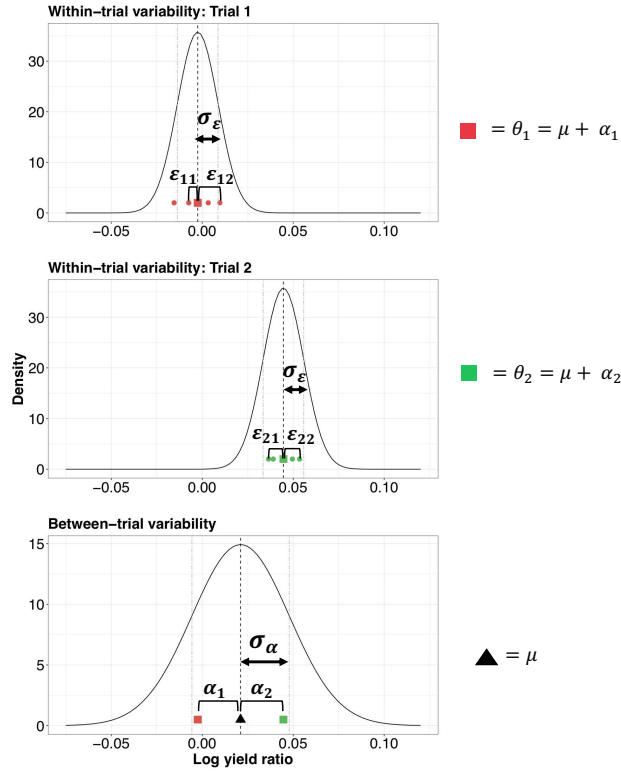 Within−trial variability: Trial 1
30
20
10
0
σε
ε11 ε12
−0.05 0.00 0.05 0.10
= θ1 = μ + α1
Within−trial variability: Trial 2
Density
30
20
10
0
σε
ε21 ε22
−0.05 0.00 0.05 0.10
= θ2 = μ + α2
Between−trial variability
15
10
5
0
σα
α1 α2
−0.05 0.00 0.05 0.10
Log yield ratio
= μ